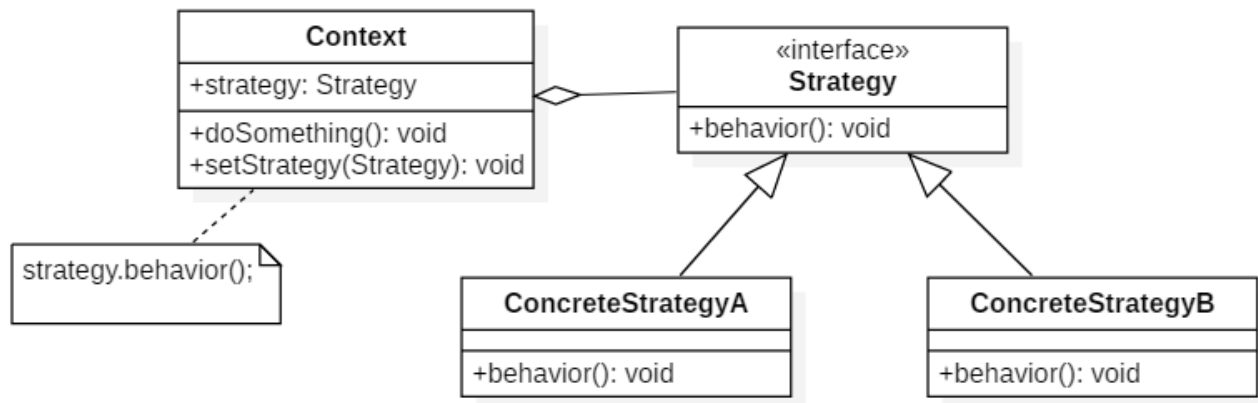 Context
+strategy: Strategy
+doSomething(): void
+setStrategy(Strategy): void
strategy.behavior();
«interface»
Strategy
+behavior(): void
ConcreteStrategyA
+behavior(): void
ConcreteStrategyB
+behavior(): void